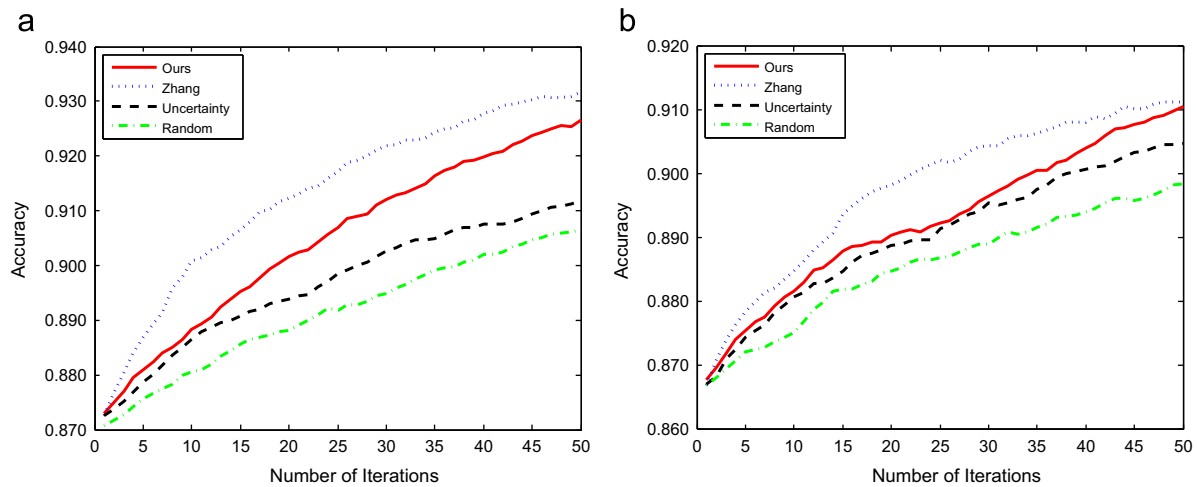 a
0.940
0.930
0.920
0.910
0.900
0.890
0.880
0.870
Accuracy
Ours
Zhang
Uncertainty
Random
0 5 10 15 20 25 30 35 40 45 50
Number of Iterations
b
0.920
0.910
0.900
0.890
0.880
0.870
0.860
Accuracy
Ours
Zhang
Uncertainty
Random
0 5 10 15 20 25 30 35 40 45 50
Number of Iterations